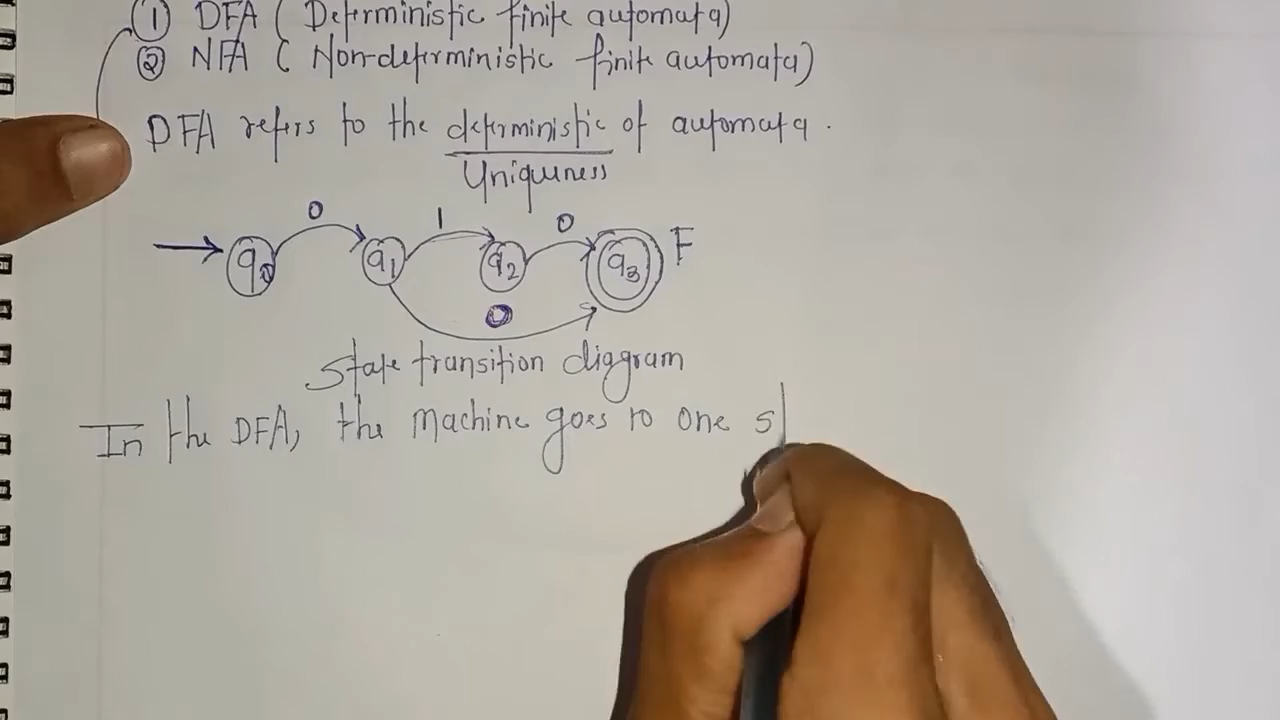 ① DFA ( Deterministic finite automata)
② NFA ( Non-deterministic finite automata)
DFA refers to the deterministic of automata.
Uniqueness
0 1 0
q0 q1 q2 q3 F
0
State transition diagram
In the DFA, the machine goes to one st